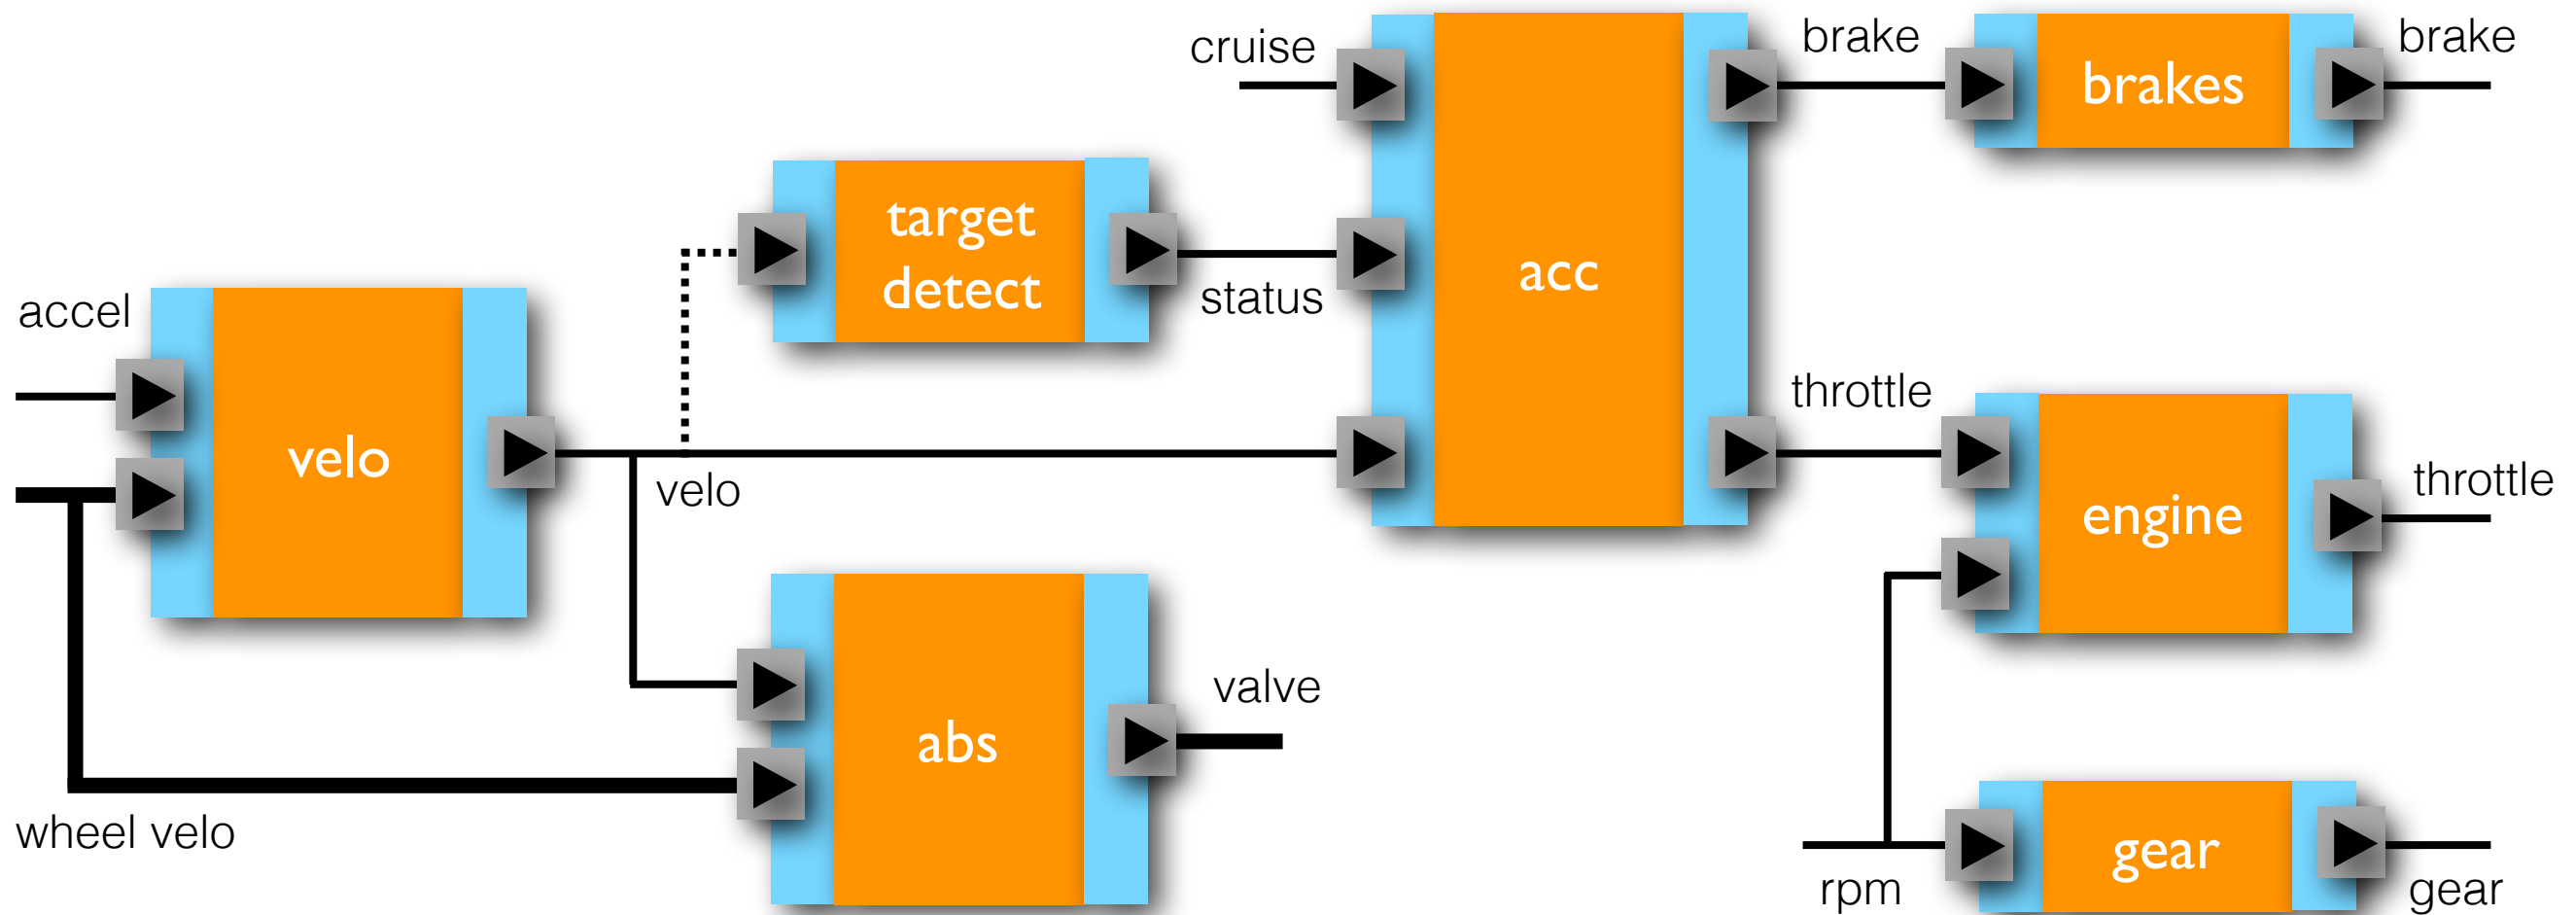 cruise
brake
brakes
brake
target
detect
acc
status
accel
velo
velo
throttle
engine
throttle
abs
valve
wheel velo
rpm
gear
gear